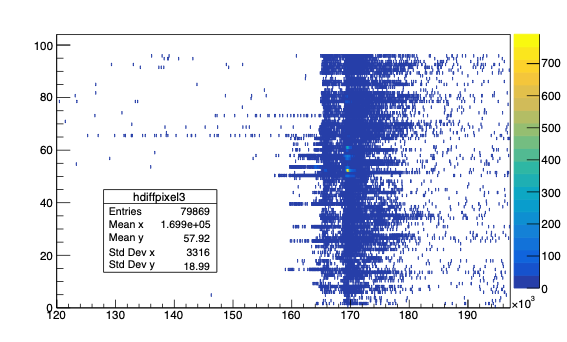 100
80
60
40
20
0
120 130 140 150 160 170 180 190 ×10³
hdiffpixel3
Entries 79869
Mean x 1.699e+05
Mean y 57.92
Std Dev x 3316
Std Dev y 18.99
700
600
500
400
300
200
100
0